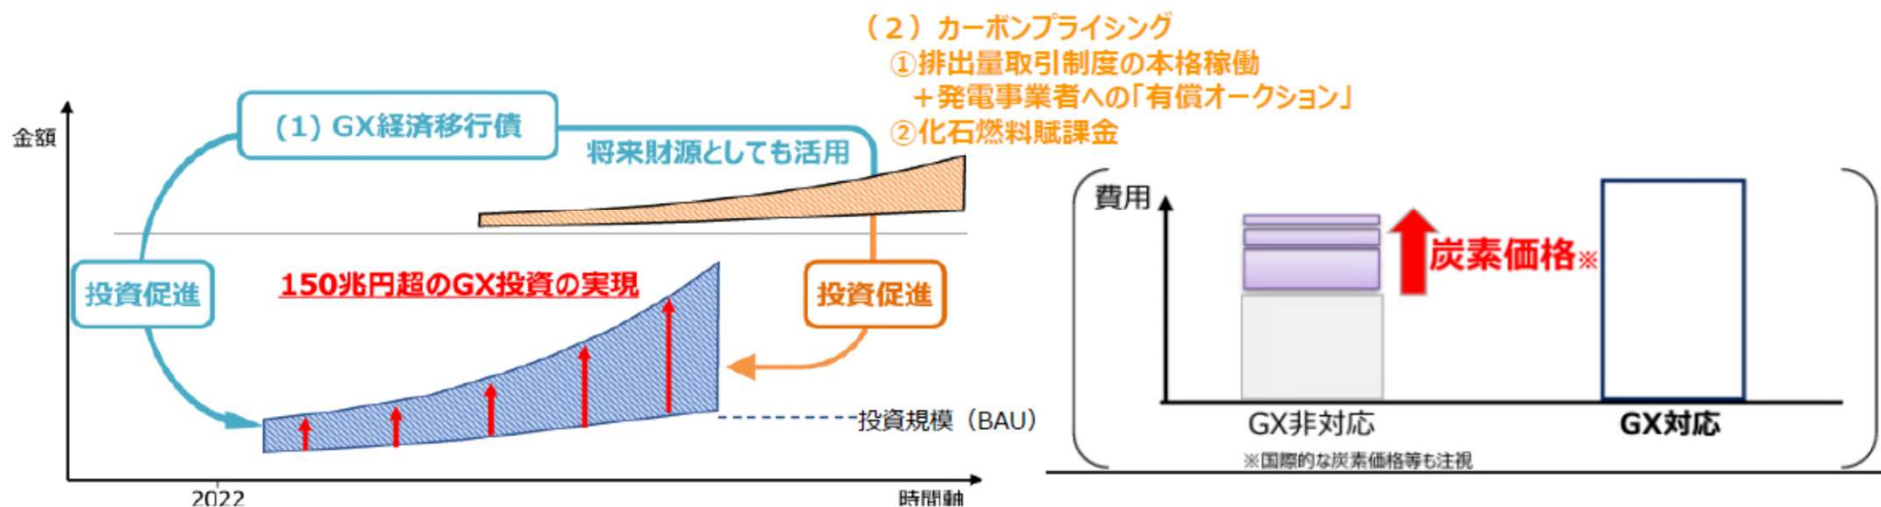 (２) カーボンプライシング
①排出量取引制度の本格稼働
＋発電事業者への「有償オークション」
②化石燃料賦課金
金額
(1) GX経済移行債
将来財源としても活用
投資促進
150兆円超のGX投資の実現
投資促進
投資規模（BAU）
2022
時間軸
費用
炭素価格※
GX非対応
GX対応
※国際的な炭素価格等も注視